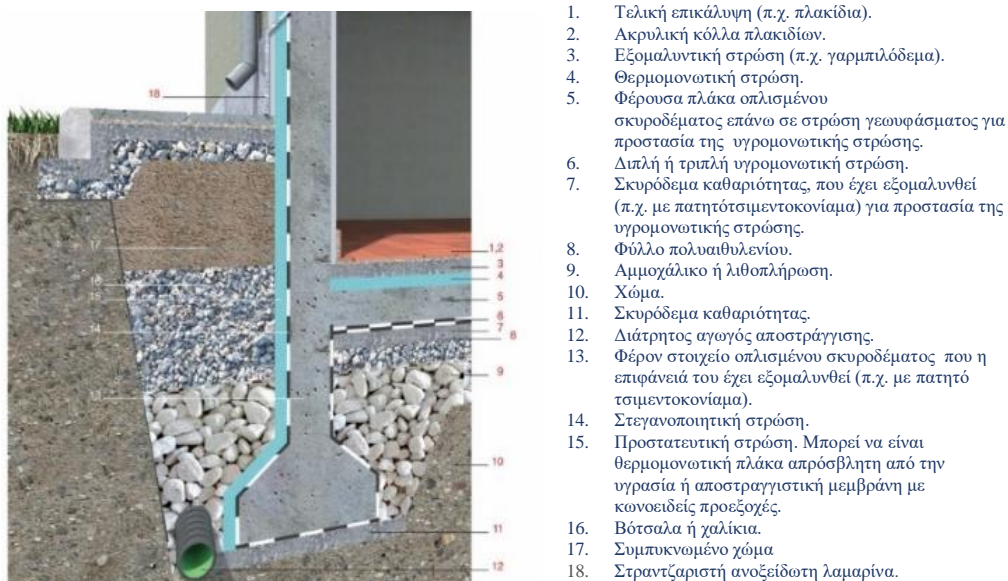 1. Τελική επικάλυψη (π.χ. πλακίδια).
2. Ακρυλική κόλλα πλακιδίων.
3. Εξομαλυντική στρώση (π.χ. γαρμπιλόδεμα).
4. Θερμομονωτική στρώση.
5. Φέρουσα πλάκα οπλισμένου
σκυροδέματος επάνω σε στρώση γεωυφάσματος για
προστασία της υγρομονωτικής στρώσης.
6. Διπλή ή τριπλή υγρομονωτική στρώση.
7. Σκυρόδεμα καθαριότητας, που έχει εξομαλυνθεί
(π.χ. με πατητότσιμεντοκονίαμα) για προστασία της
υγρομονωτικής στρώσης.
8. Φύλλο πολυαιθυλενίου.
9. Αμμοχάλικο ή λιθοπλήρωση.
10. Χώμα.
11. Σκυρόδεμα καθαριότητας.
12. Διάτρητος αγωγός αποστράγγισης.
13. Φέρον στοιχείο οπλισμένου σκυροδέματος που η
επιφάνειά του έχει εξομαλυνθεί (π.χ. με πατητό
τσιμεντοκονίαμα).
14. Στεγανοποιητική στρώση.
15. Προστατευτική στρώση. Μπορεί να είναι
θερμομονωτική πλάκα απρόσβλητη από την
υγρασία ή αποστραγγιστική μεμβράνη με
κωνοειδείς προεξοχές.
16. Βότσαλα ή χαλίκια.
17. Συμπυκνωμένο χώμα
18. Στραντζαριστή ανοξείδωτη λαμαρίνα.
18
17
14
13
1,2
3
4
5
6
7
8
9
10
11
12